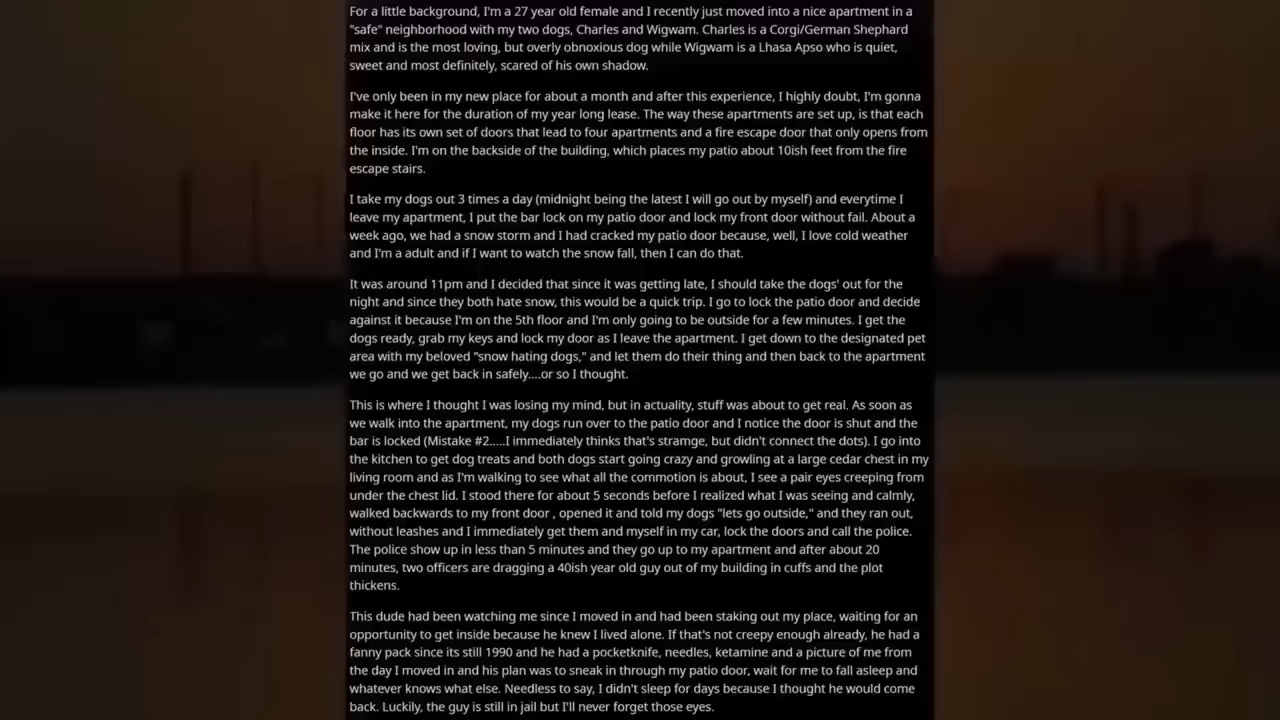 For a little background, I'm a 27 year old female and I recently just moved into a nice apartment in a
"safe" neighborhood with my two dogs, Charles and Wigwam. Charles is a Corgi/German Shephard
mix and is the most loving, but overly obnoxious dog while Wigwam is a Lhasa Apso who is quiet,
sweet and most definitely, scared of his own shadow.
I've only been in my new place for about a month and after this experience, I highly doubt, I'm gonna
make it here for the duration of my year long lease. The way these apartments are set up, is that each
floor has its own set of doors that lead to four apartments and a fire escape door that only opens from
the inside. I'm on the backside of the building, which places my patio about 10ish feet from the fire
escape stairs.
I take my dogs out 3 times a day (midnight being the latest I will go out by myself) and everytime I
leave my apartment, I put the bar lock on my patio door and lock my front door without fail. About a
week ago, we had a snow storm and I had cracked my patio door because, well, I love cold weather
and I'm a adult and if I want to watch the snow fall, then I can do that.
It was around 11pm and I decided that since it was getting late, I should take the dogs' out for the
night and since they both hate snow, this would be a quick trip. I go to lock the patio door and decide
against it because I'm on the 5th floor and I'm only going to be outside for a few minutes. I get the
dogs ready, grab my keys and lock my door as I leave the apartment. I get down to the designated pet
area with my beloved "snow hating dogs," and let them do their thing and then back to the apartment
we go and we get back in safely....or so I thought.
This is where I thought I was losing my mind, but in actuality, stuff was about to get real. As soon as
we walk into the apartment, my dogs run over to the patio door and I notice the door is shut and the
bar is locked (Mistake #2.....I immediately thinks that's stramge, but didn't connect the dots). I go into
the kitchen to get dog treats and both dogs start going crazy and growling at a large cedar chest in my
living room and as I'm walking to see what all the commotion is about, I see a pair eyes creeping from
under the chest lid. I stood there for about 5 seconds before I realized what I was seeing and calmly,
walked backwards to my front door , opened it and told my dogs "lets go outside," and they ran out,
without leashes and I immediately get them and myself in my car, lock the doors and call the police.
The police show up in less than 5 minutes and they go up to my apartment and after about 20
minutes, two officers are dragging a 40ish year old guy out of my building in cuffs and the plot
thickens.
This dude had been watching me since I moved in and had been staking out my place, waiting for an
opportunity to get inside because he knew I lived alone. If that's not creepy enough already, he had a
fanny pack since its still 1990 and he had a pocketknife, needles, ketamine and a picture of me from
the day I moved in and his plan was to sneak in through my patio door, wait for me to fall asleep and
whatever knows what else. Needless to say, I didn't sleep for days because I thought he would come
back. Luckily, the guy is still in jail but I'll never forget those eyes.